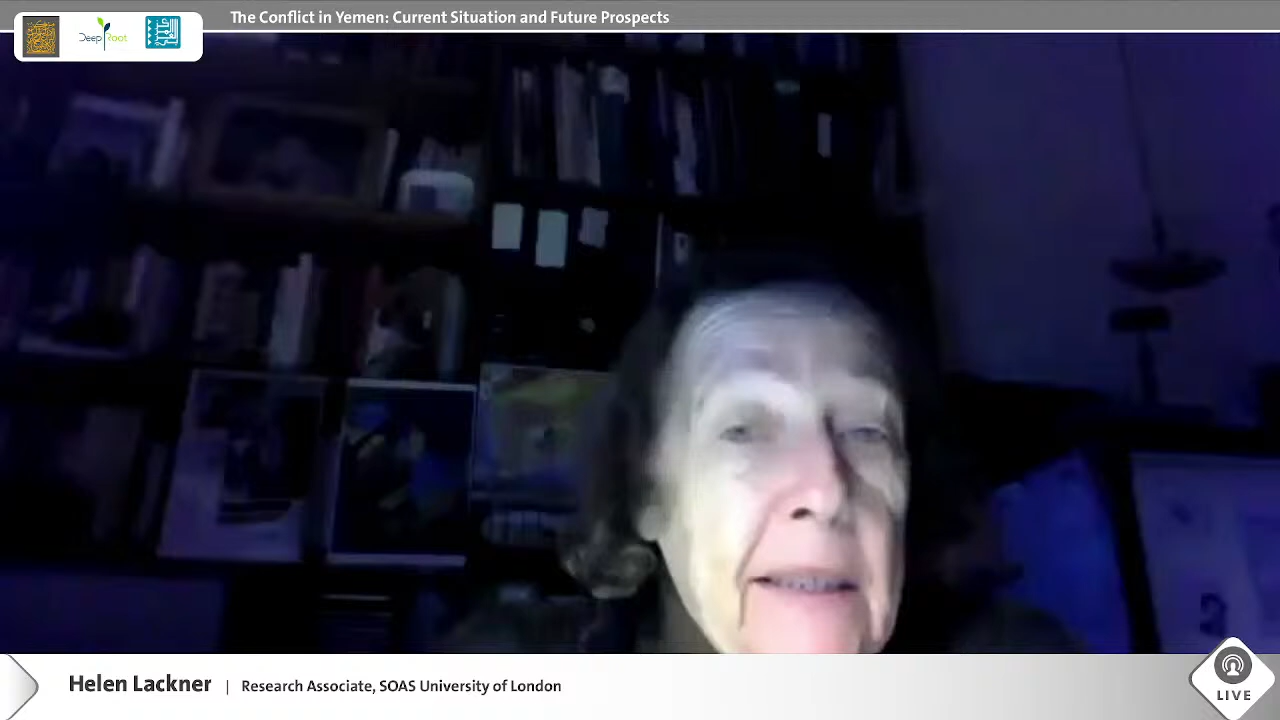 The Conflict in Yemen: Current Situation and Future Prospects
Deep Root
Helen Lackner | Research Associate, SOAS University of London
LIVE